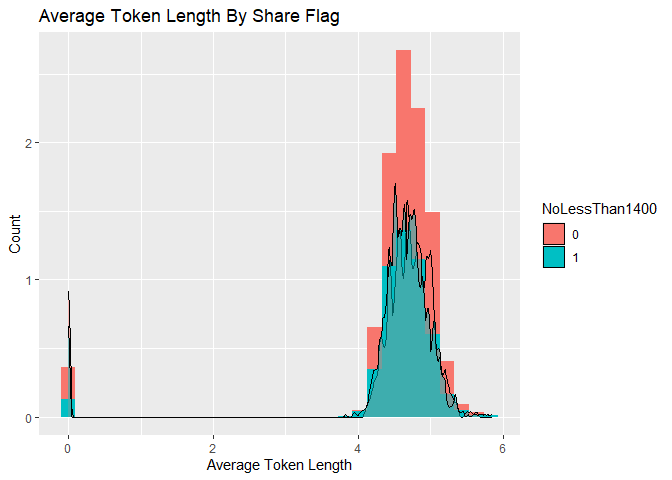 Average Token Length By Share Flag
Count
2
1
0
0 2 4 6
Average Token Length
NoLessThan1400
0
1